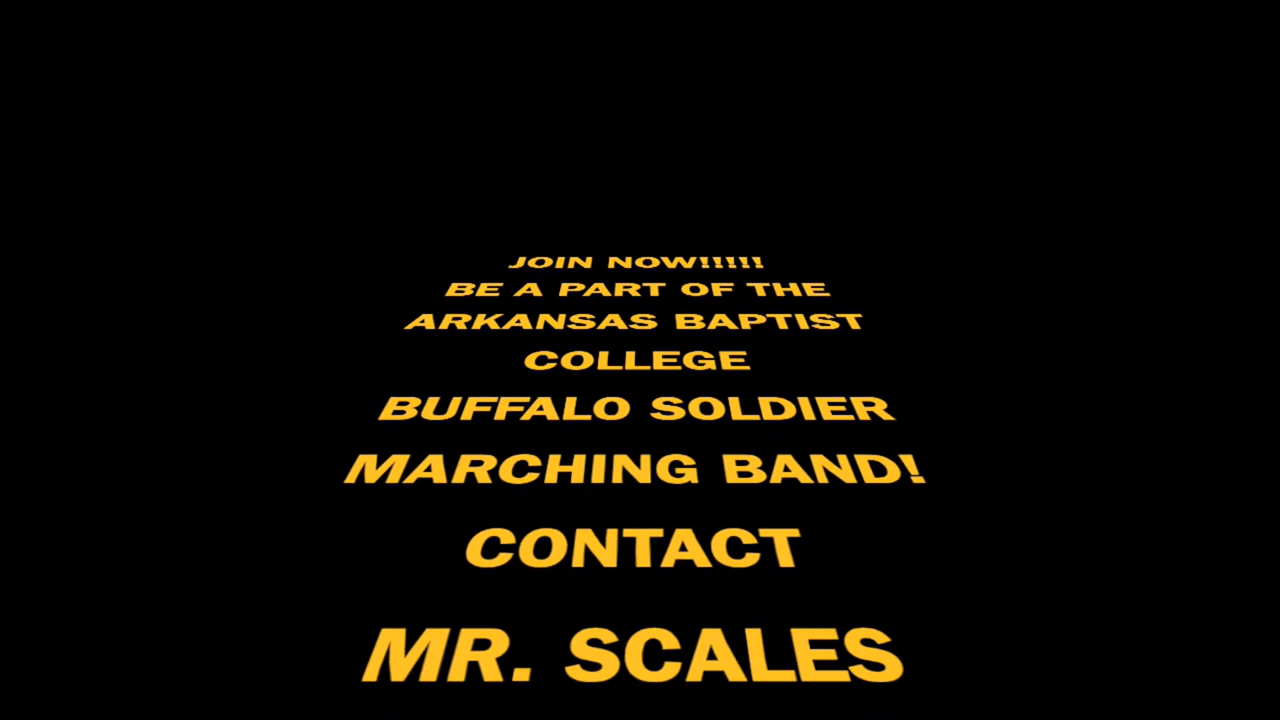 JOIN NOW!!!!!
BE A PART OF THE
ARKANSAS BAPTIST
COLLEGE
BUFFALO SOLDIER
MARCHING BAND!
CONTACT
MR. SCALES